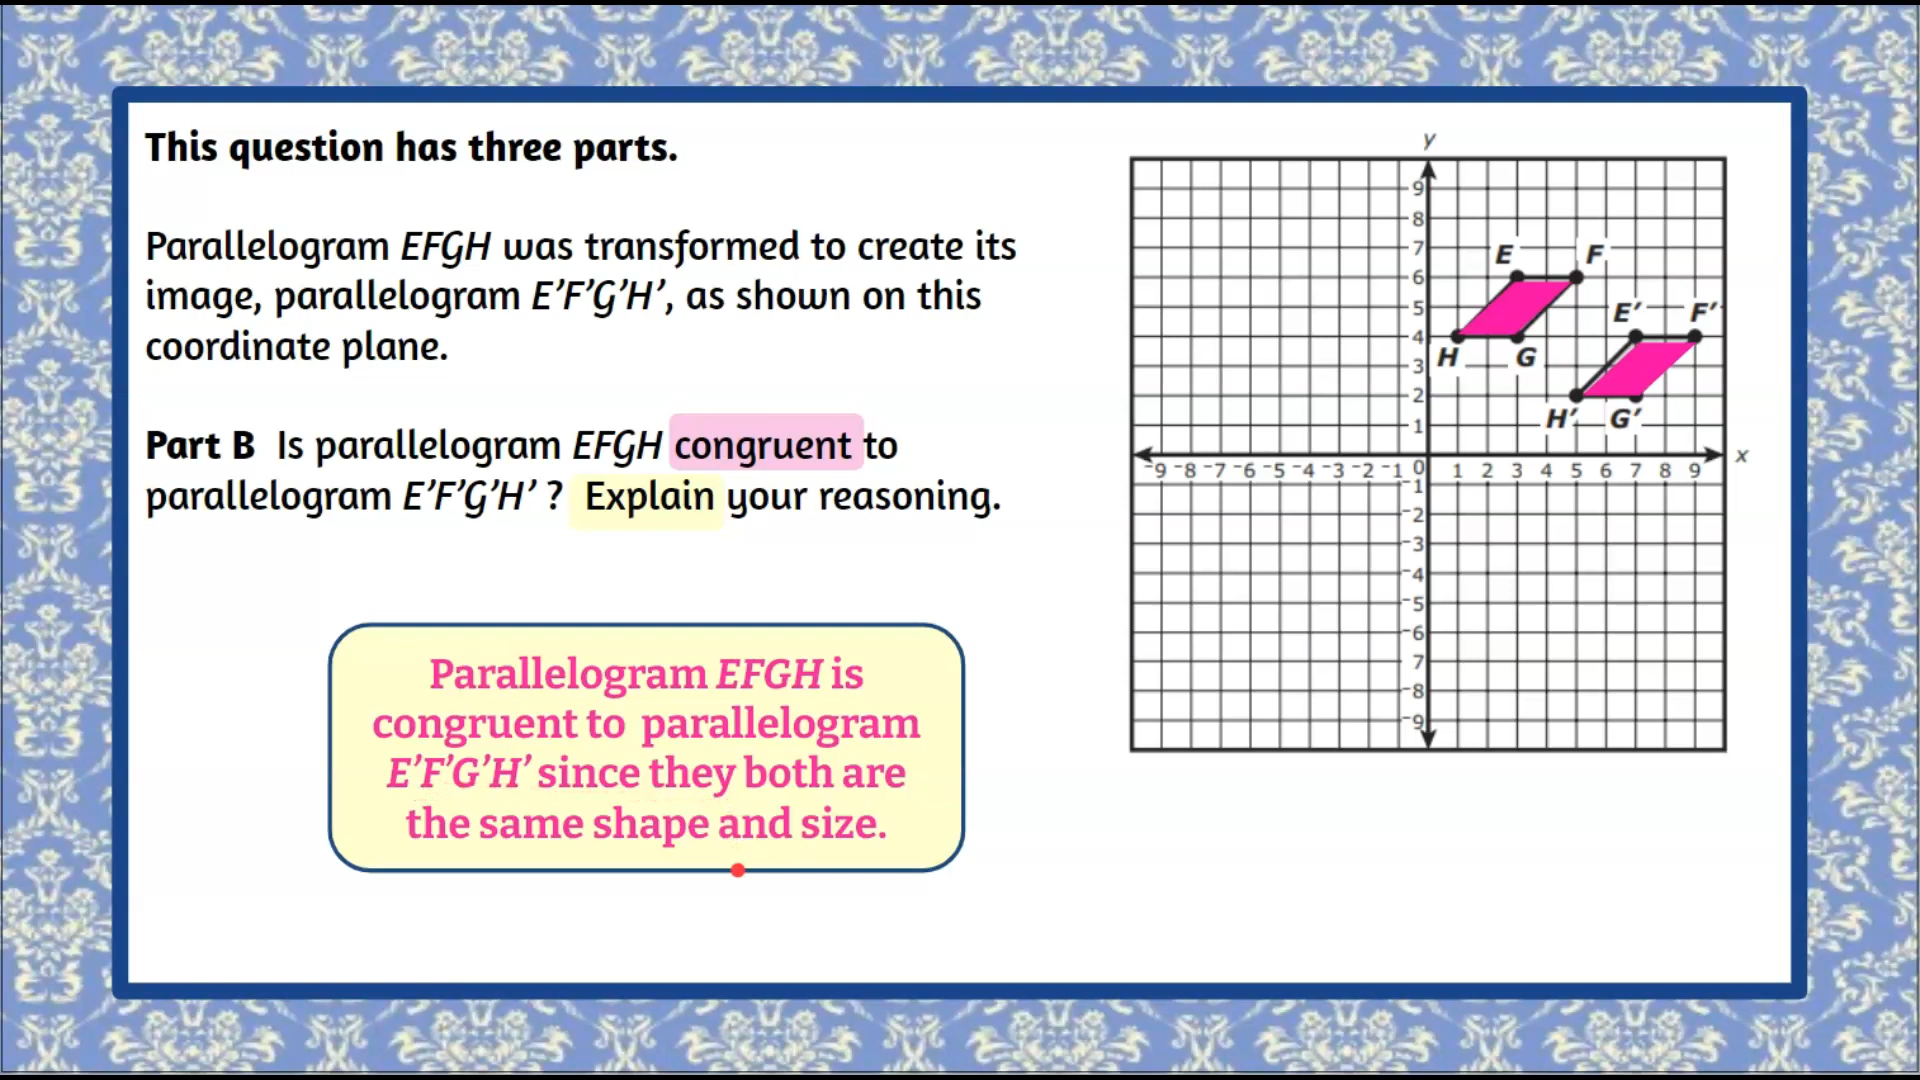 This question has three parts.
Parallelogram EFGH was transformed to create its
image, parallelogram E’F’G’H’, as shown on this
coordinate plane.
Part B Is parallelogram EFGH congruent to
parallelogram E’F’G’H’ ? Explain your reasoning.
Parallelogram EFGH is
congruent to parallelogram
E’F’G’H’ since they both are
the same shape and size.
y
9
8
7
E F
6
5
E′ F′
4
H G
3
2
H′ G′
1
x
-9 -8 -7 -6 -5 -4 -3 -2 -1 0 1 2 3 4 5 6 7 8 9
-1
-2
-3
-4
-5
-6
-7
-8
-9